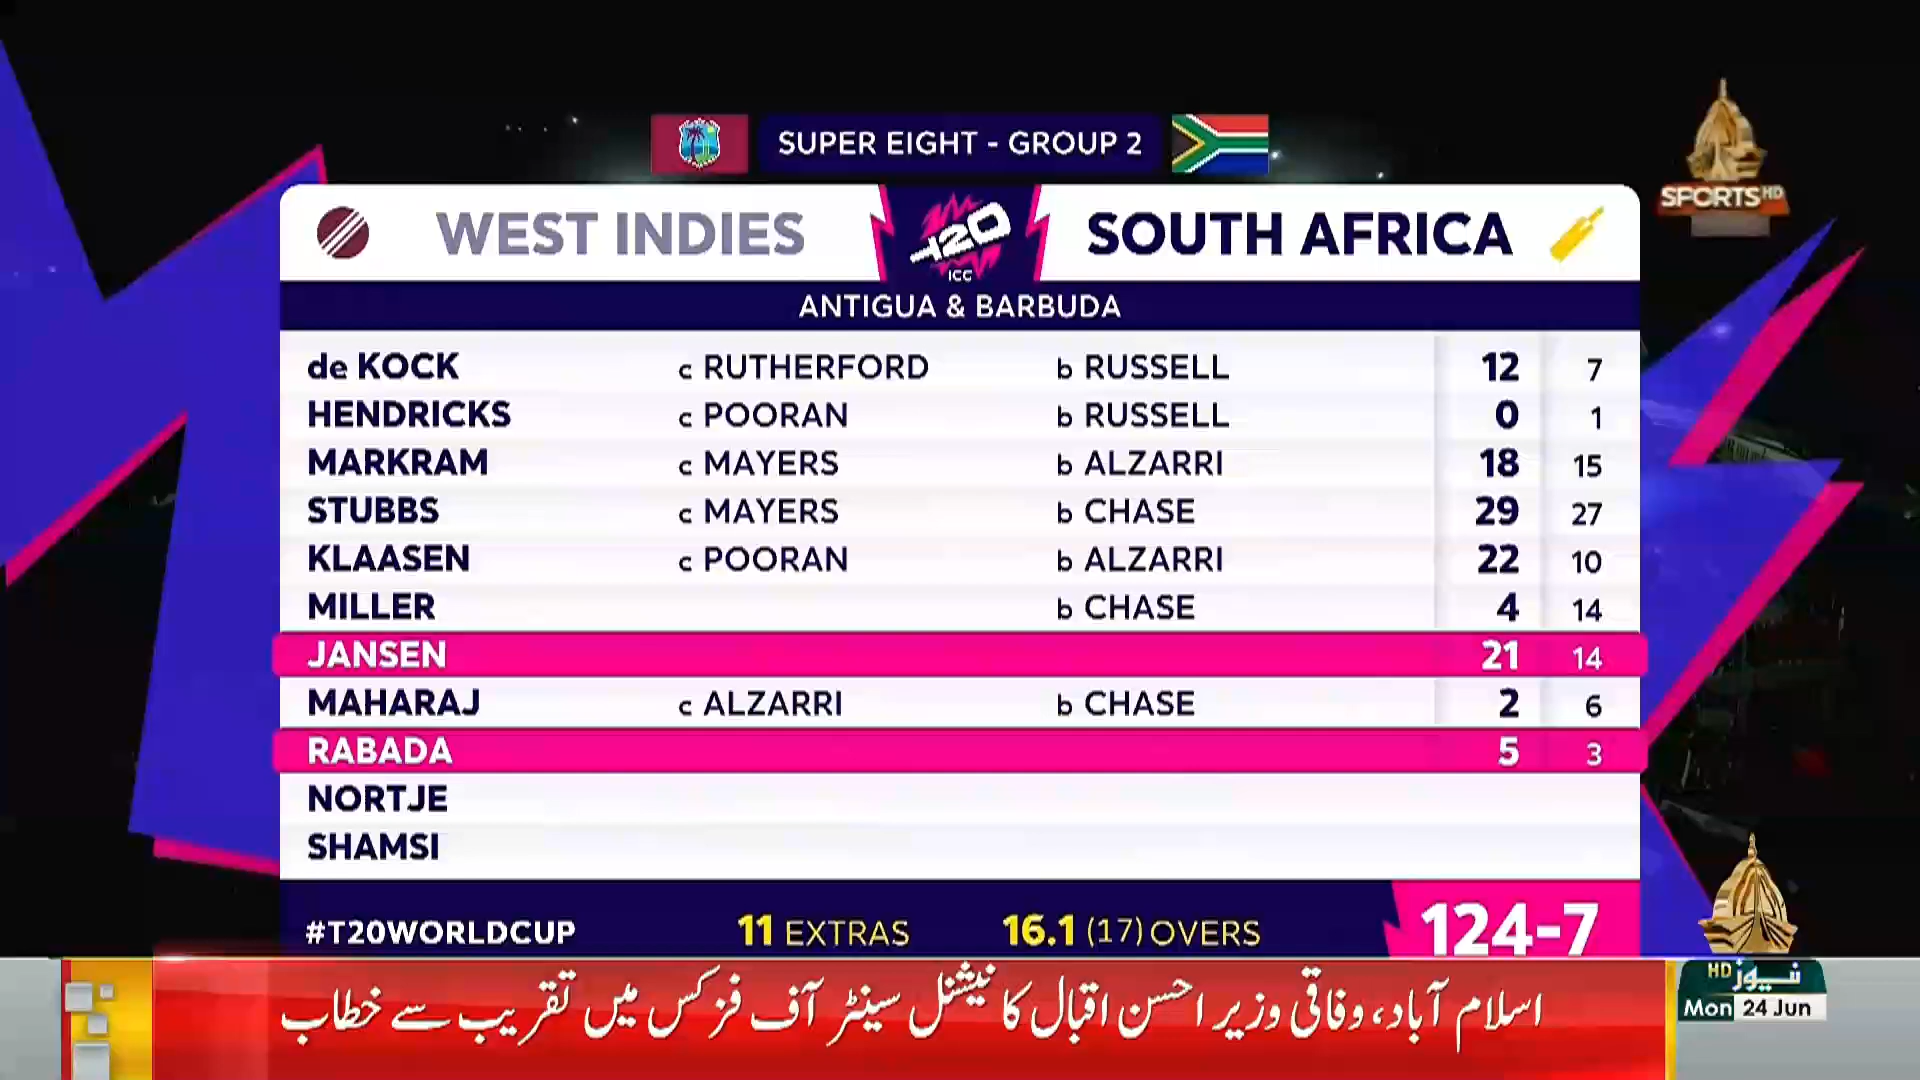 SUPER EIGHT - GROUP 2
SPORTS HD
WEST INDIES
T20
ICC
SOUTH AFRICA
ANTIGUA & BARBUDA
de KOCK c RUTHERFORD b RUSSELL 12 7
HENDRICKS c POORAN b RUSSELL 0 1
MARKRAM c MAYERS b ALZARRI 18 15
STUBBS c MAYERS b CHASE 29 27
KLAASEN c POORAN b ALZARRI 22 10
MILLER b CHASE 4 14
JANSEN 21 14
MAHARAJ c ALZARRI b CHASE 2 6
RABADA 5 3
NORTJE
SHAMSI
#T20WORLDCUP 11 EXTRAS 16.1 (17) OVERS 124-7
اسلام آباد، وفاقی وزیر احسن اقبال کا نیشنل سینٹر آف فزکس میں تقریب سے خطاب
نیوز HD
Mon 24 Jun